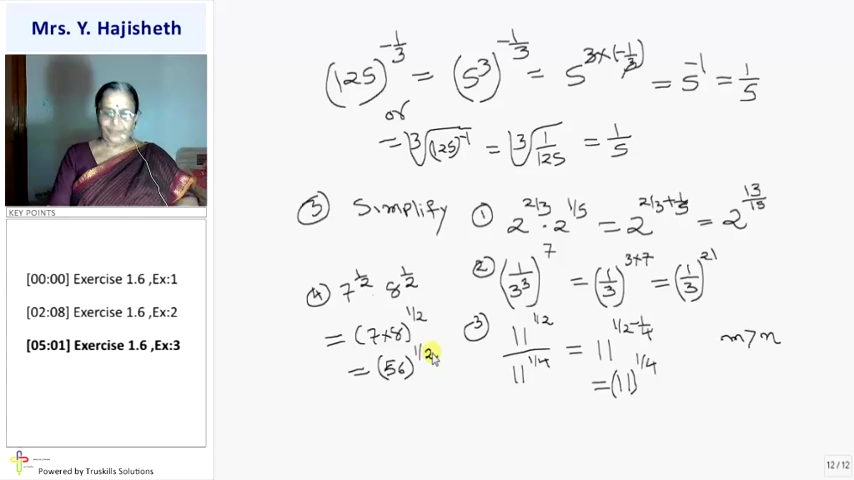 Mrs. Y. Hajisheth
KEY POINTS
[00:00] Exercise 1.6 ,Ex:1
[02:08] Exercise 1.6 ,Ex:2
[05:01] Exercise 1.6 ,Ex:3
Powered by Truskills Solutions
(125)^{-1/3} = (5^3)^{-1/3} = 5^{3×(-1/3)} = 5^{-1} = 1/5
or
= ∛(125)^{-1} = ∛(1/125) = 1/5
③ Simplify ① 2^{2/3} · 2^{1/5} = 2^{2/3+1/5} = 2^{13/15}
② (1/3^3)^7 = (1/3)^{3×7} = (1/3)^{21}
③ 11^{1/2}/11^{1/4} = 11^{1/2-1/4} m>n
= (11)^{1/4}
④ 7^{1/2} . 8^{1/2}
= (7×8)^{1/2}
= (56)^{1/2}
12 / 12